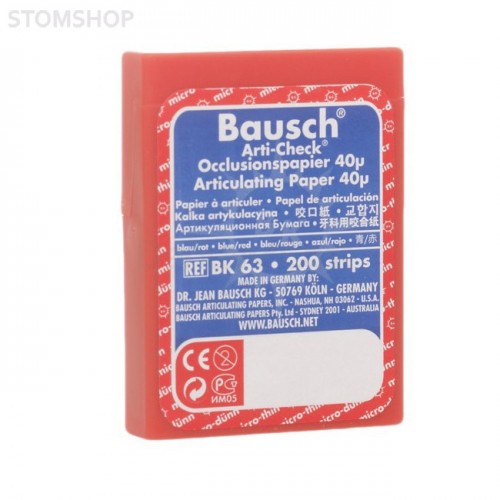 STOMSHOP
Bausch®
Arti-Check®
Occlusionspapier 40µ
Articulating Paper 40µ
Papier à articuler • Papel de articulación
Kalka artykulacyjna • 咬口紙 • 교합지
Артикуляционная Бумага • 牙科用咬合紙
blau/rot • blue/red • bleu/rouge • azul/rojo • 青/赤
REF BK 63 • 200 strips
MADE IN GERMANY BY:
DR. JEAN BAUSCH KG - 50769 KÖLN - GERMANY
BAUSCH ARTICULATING PAPERS, INC. - NASHUA, NH 03062 - U.S.A.
BAUSCH ARTICULATING PAPERS Pty. Ltd - SYDNEY 2001 - AUSTRALIA
WWW.BAUSCH.NET
CE 2
РСТ
ИМ05
micro-thin
micro-dünn